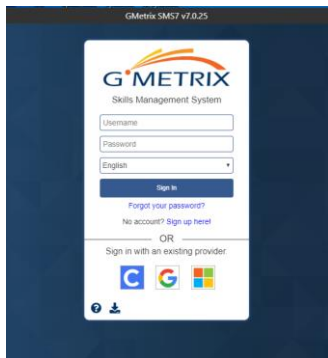 GMetrix SMS7 v7.0.25
G·METRIX
Skills Management System
Username
Password
English
Sign In
Forgot your password?
No account? Sign up here!
OR
Sign in with an existing provider.
C G
?